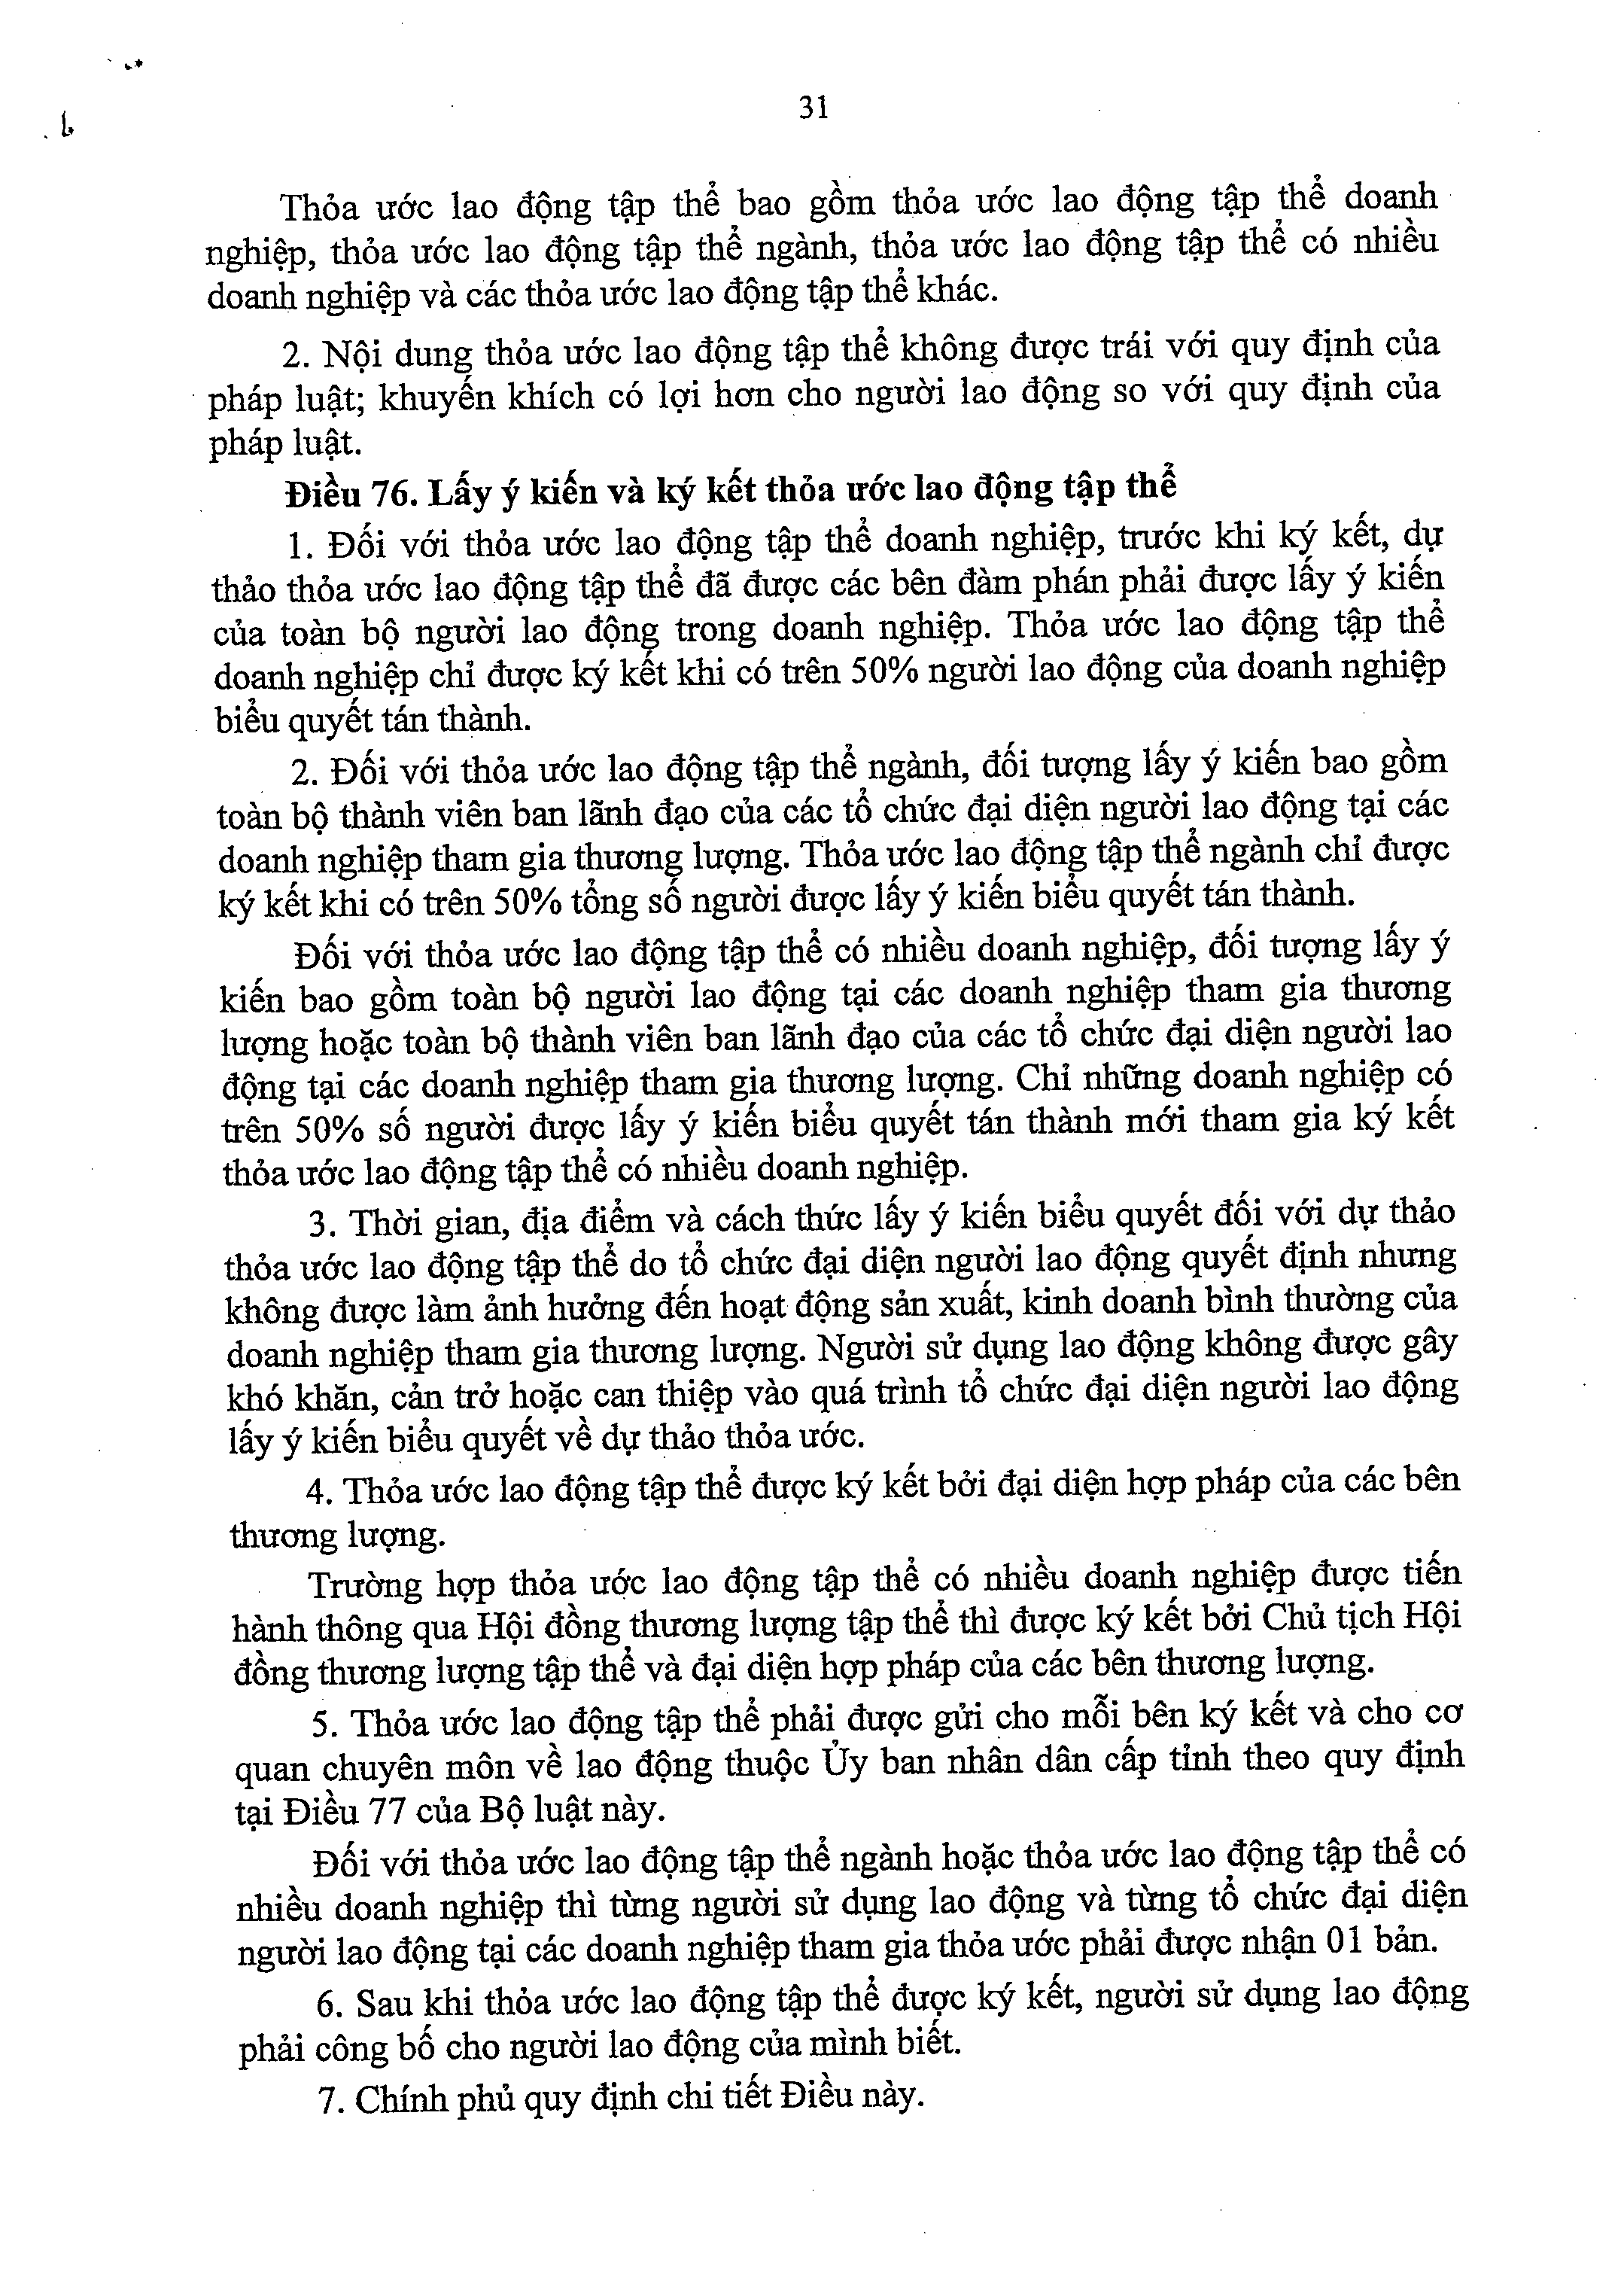 31
Thỏa ước lao động tập thể bao gồm thỏa ước lao động tập thể doanh
nghiệp, thỏa ước lao động tập thể ngành, thỏa ước lao động tập thể có nhiều
doanh nghiệp và các thỏa ước lao động tập thể khác.
2. Nội dung thỏa ước lao động tập thể không được trái với quy định của
pháp luật; khuyến khích có lợi hơn cho người lao động so với quy định của
pháp luật.
Điều 76. Lấy ý kiến và ký kết thỏa ước lao động tập thể
1. Đối với thỏa ước lao động tập thể doanh nghiệp, trước khi ký kết, dự
thảo thỏa ước lao động tập thể đã được các bên đàm phán phải được lấy ý kiến
của toàn bộ người lao động trong doanh nghiệp. Thỏa ước lao động tập thể
doanh nghiệp chỉ được ký kết khi có trên 50% người lao động của doanh nghiệp
biểu quyết tán thành.
2. Đối với thỏa ước lao động tập thể ngành, đối tượng lấy ý kiến bao gồm
toàn bộ thành viên ban lãnh đạo của các tổ chức đại diện người lao động tại các
doanh nghiệp tham gia thương lượng. Thỏa ước lao động tập thể ngành chỉ được
ký kết khi có trên 50% tổng số người được lấy ý kiến biểu quyết tán thành.
Đối với thỏa ước lao động tập thể có nhiều doanh nghiệp, đối tượng lấy ý
kiến bao gồm toàn bộ người lao động tại các doanh nghiệp tham gia thương
lượng hoặc toàn bộ thành viên ban lãnh đạo của các tổ chức đại diện người lao
động tại các doanh nghiệp tham gia thương lượng. Chỉ những doanh nghiệp có
trên 50% số người được lấy ý kiến biểu quyết tán thành mới tham gia ký kết
thỏa ước lao động tập thể có nhiều doanh nghiệp.
3. Thời gian, địa điểm và cách thức lấy ý kiến biểu quyết đối với dự thảo
thỏa ước lao động tập thể do tổ chức đại diện người lao động quyết định nhưng
không được làm ảnh hưởng đến hoạt động sản xuất, kinh doanh bình thường của
doanh nghiệp tham gia thương lượng. Người sử dụng lao động không được gây
khó khăn, cản trở hoặc can thiệp vào quá trình tổ chức đại diện người lao động
lấy ý kiến biểu quyết về dự thảo thỏa ước.
4. Thỏa ước lao động tập thể được ký kết bởi đại diện hợp pháp của các bên
thương lượng.
Trường hợp thỏa ước lao động tập thể có nhiều doanh nghiệp được tiến
hành thông qua Hội đồng thương lượng tập thể thì được ký kết bởi Chủ tịch Hội
đồng thương lượng tập thể và đại diện hợp pháp của các bên thương lượng.
5. Thỏa ước lao động tập thể phải được gửi cho mỗi bên ký kết và cho cơ
quan chuyên môn về lao động thuộc Ủy ban nhân dân cấp tỉnh theo quy định
tại Điều 77 của Bộ luật này.
Đối với thỏa ước lao động tập thể ngành hoặc thỏa ước lao động tập thể có
nhiều doanh nghiệp thì từng người sử dụng lao động và từng tổ chức đại diện
người lao động tại các doanh nghiệp tham gia thỏa ước phải được nhận 01 bản.
6. Sau khi thỏa ước lao động tập thể được ký kết, người sử dụng lao động
phải công bố cho người lao động của mình biết.
7. Chính phủ quy định chi tiết Điều này.